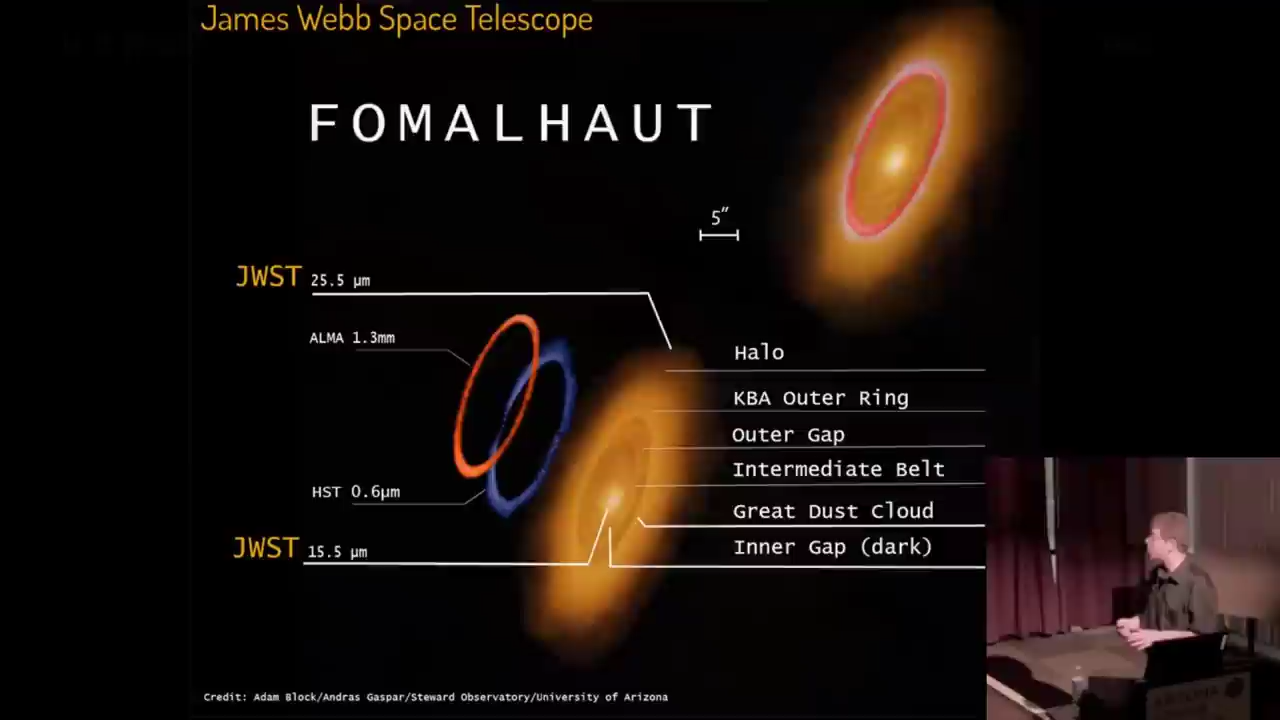 James Webb Space Telescope
FOMALHAUT
5″
JWST 25.5 μm
ALMA 1.3mm
Halo
KBA Outer Ring
Outer Gap
Intermediate Belt
HST 0.6μm
Great Dust Cloud
JWST 15.5 μm
Inner Gap (dark)
Credit: Adam Block/Andras Gaspar/Steward Observatory/University of Arizona